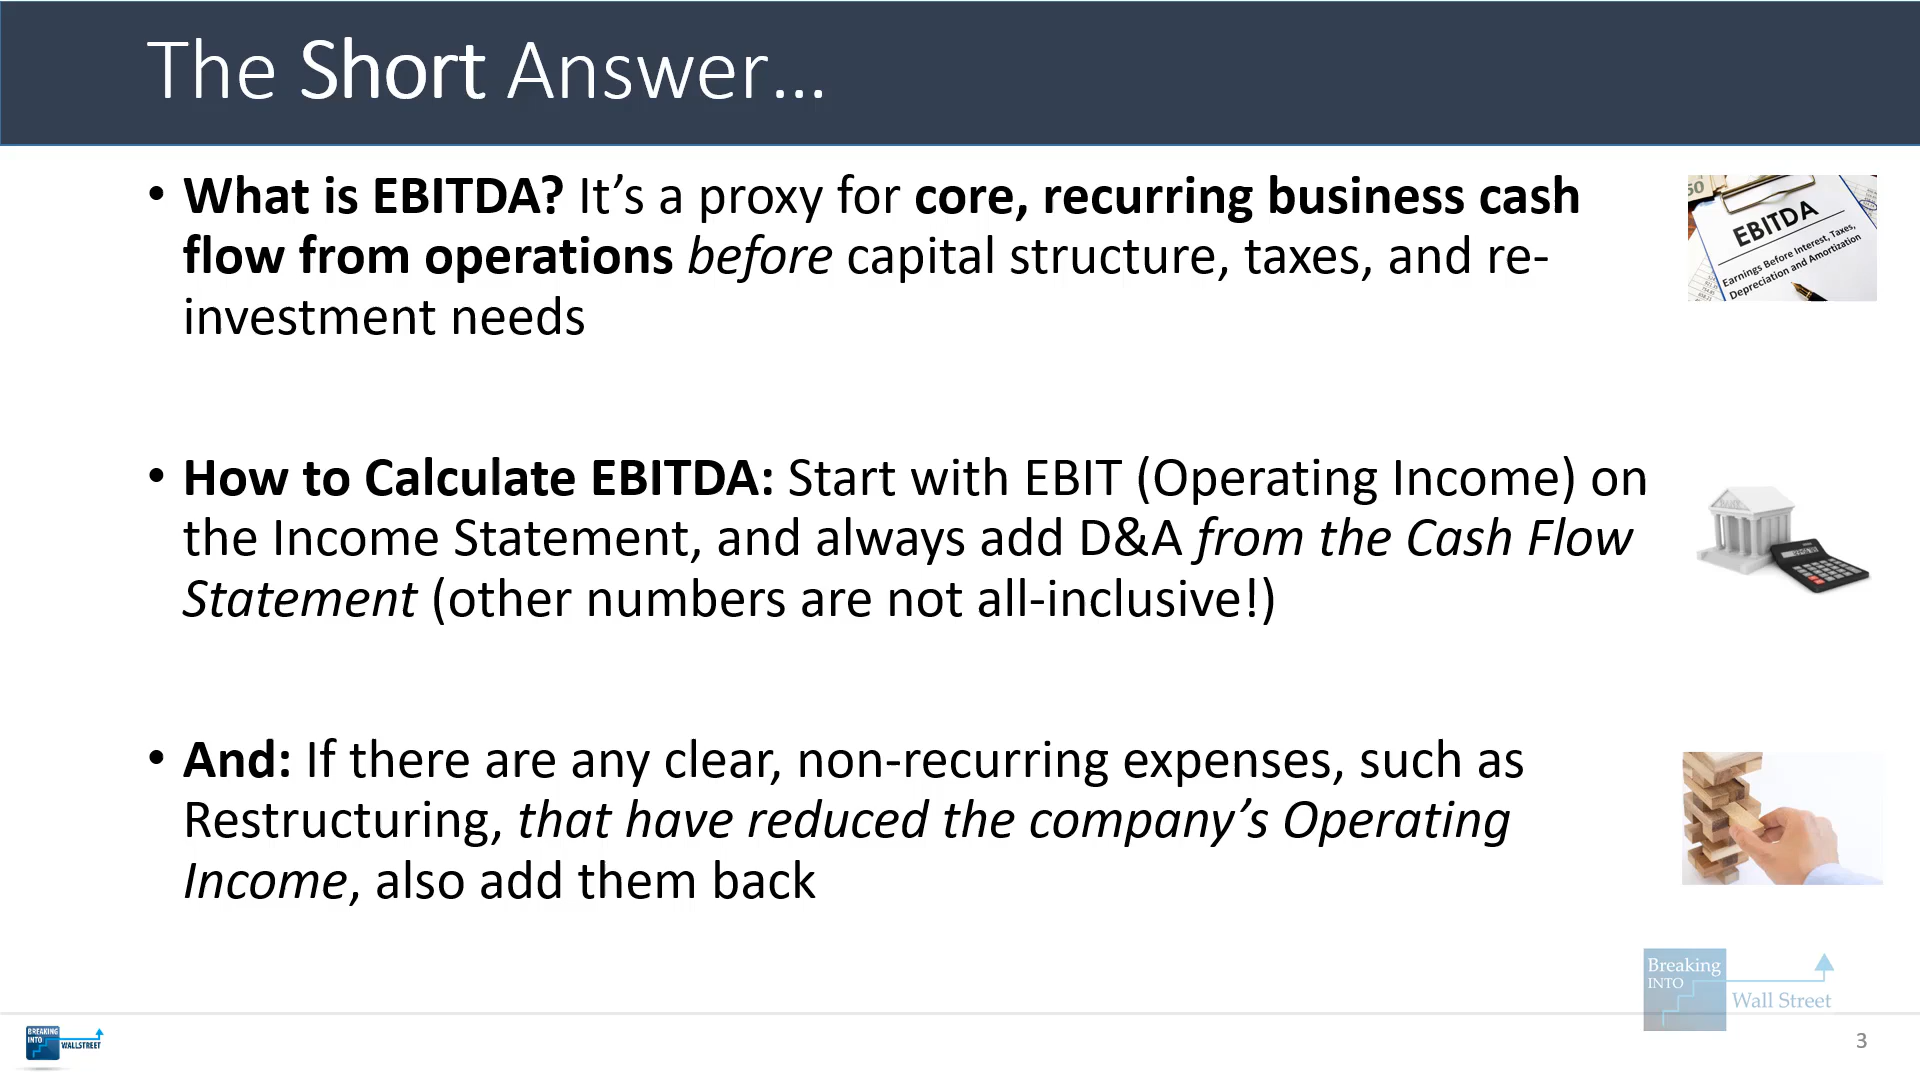 The Short Answer…
• What is EBITDA? It’s a proxy for core, recurring business cash
flow from operations before capital structure, taxes, and re-
investment needs
50
EBITDA
Earnings Before Interest, Taxes,
Depreciation and Amortization
• How to Calculate EBITDA: Start with EBIT (Operating Income) on
the Income Statement, and always add D&A from the Cash Flow
Statement (other numbers are not all-inclusive!)
BANK
• And: If there are any clear, non-recurring expenses, such as
Restructuring, that have reduced the company’s Operating
Income, also add them back
Breaking
INTO
Wall Street
BREAKING
INTO
WALLSTREET
3